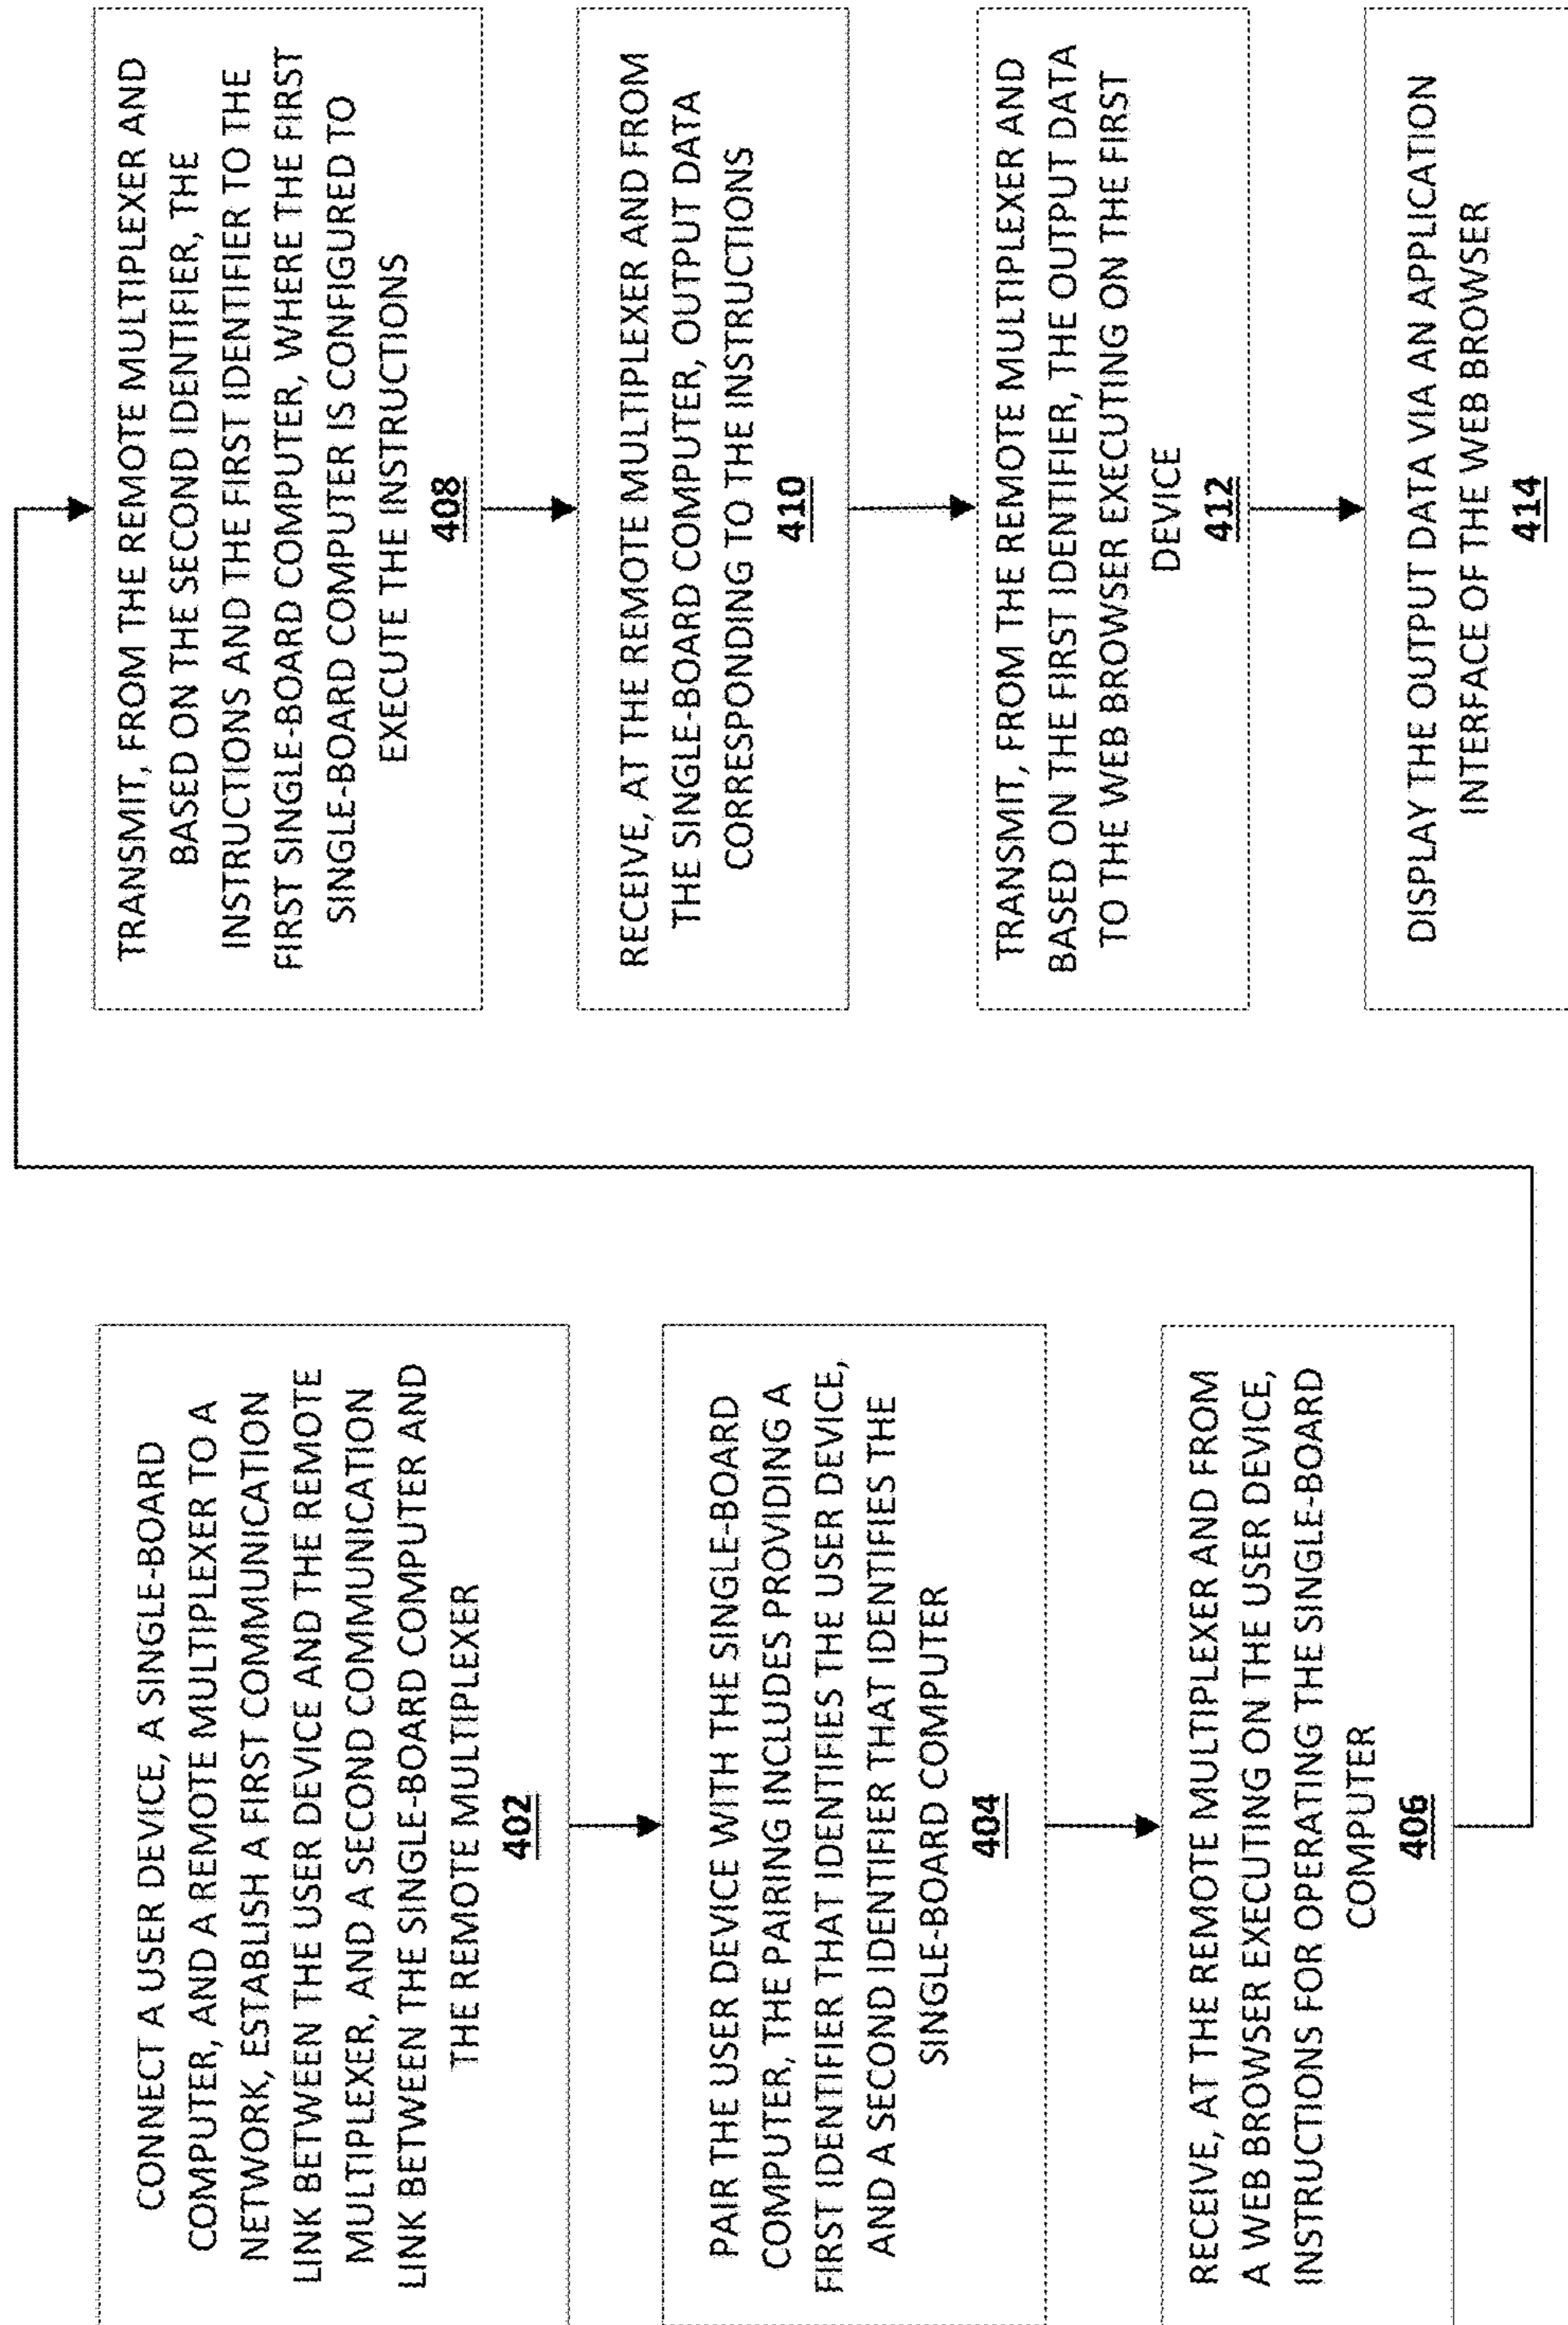 CONNECT A USER DEVICE, A SINGLE-BOARD
COMPUTER, AND A REMOTE MULTIPLEXER TO A
NETWORK, ESTABLISH A FIRST COMMUNICATION
LINK BETWEEN THE USER DEVICE AND THE REMOTE
MULTIPLEXER, AND A SECOND COMMUNICATION
LINK BETWEEN THE SINGLE-BOARD COMPUTER AND
THE REMOTE MULTIPLEXER
402
PAIR THE USER DEVICE WITH THE SINGLE-BOARD
COMPUTER, THE PAIRING INCLUDES PROVIDING A
FIRST IDENTIFIER THAT IDENTIFIES THE USER DEVICE,
AND A SECOND IDENTIFIER THAT IDENTIFIES THE
SINGLE-BOARD COMPUTER
404
RECEIVE, AT THE REMOTE MULTIPLEXER AND FROM
A WEB BROWSER EXECUTING ON THE USER DEVICE,
INSTRUCTIONS FOR OPERATING THE SINGLE-BOARD
COMPUTER
406
TRANSMIT, FROM THE REMOTE MULTIPLEXER AND
BASED ON THE SECOND IDENTIFIER, THE
INSTRUCTIONS AND THE FIRST IDENTIFIER TO THE
FIRST SINGLE-BOARD COMPUTER, WHERE THE FIRST
SINGLE-BOARD COMPUTER IS CONFIGURED TO
EXECUTE THE INSTRUCTIONS
408
RECEIVE, AT THE REMOTE MULTIPLEXER AND FROM
THE SINGLE-BOARD COMPUTER, OUTPUT DATA
CORRESPONDING TO THE INSTRUCTIONS
410
TRANSMIT, FROM THE REMOTE MULTIPLEXER AND
BASED ON THE FIRST IDENTIFIER, THE OUTPUT DATA
TO THE WEB BROWSER EXECUTING ON THE FIRST
DEVICE
412
DISPLAY THE OUTPUT DATA VIA AN APPLICATION
INTERFACE OF THE WEB BROWSER
414